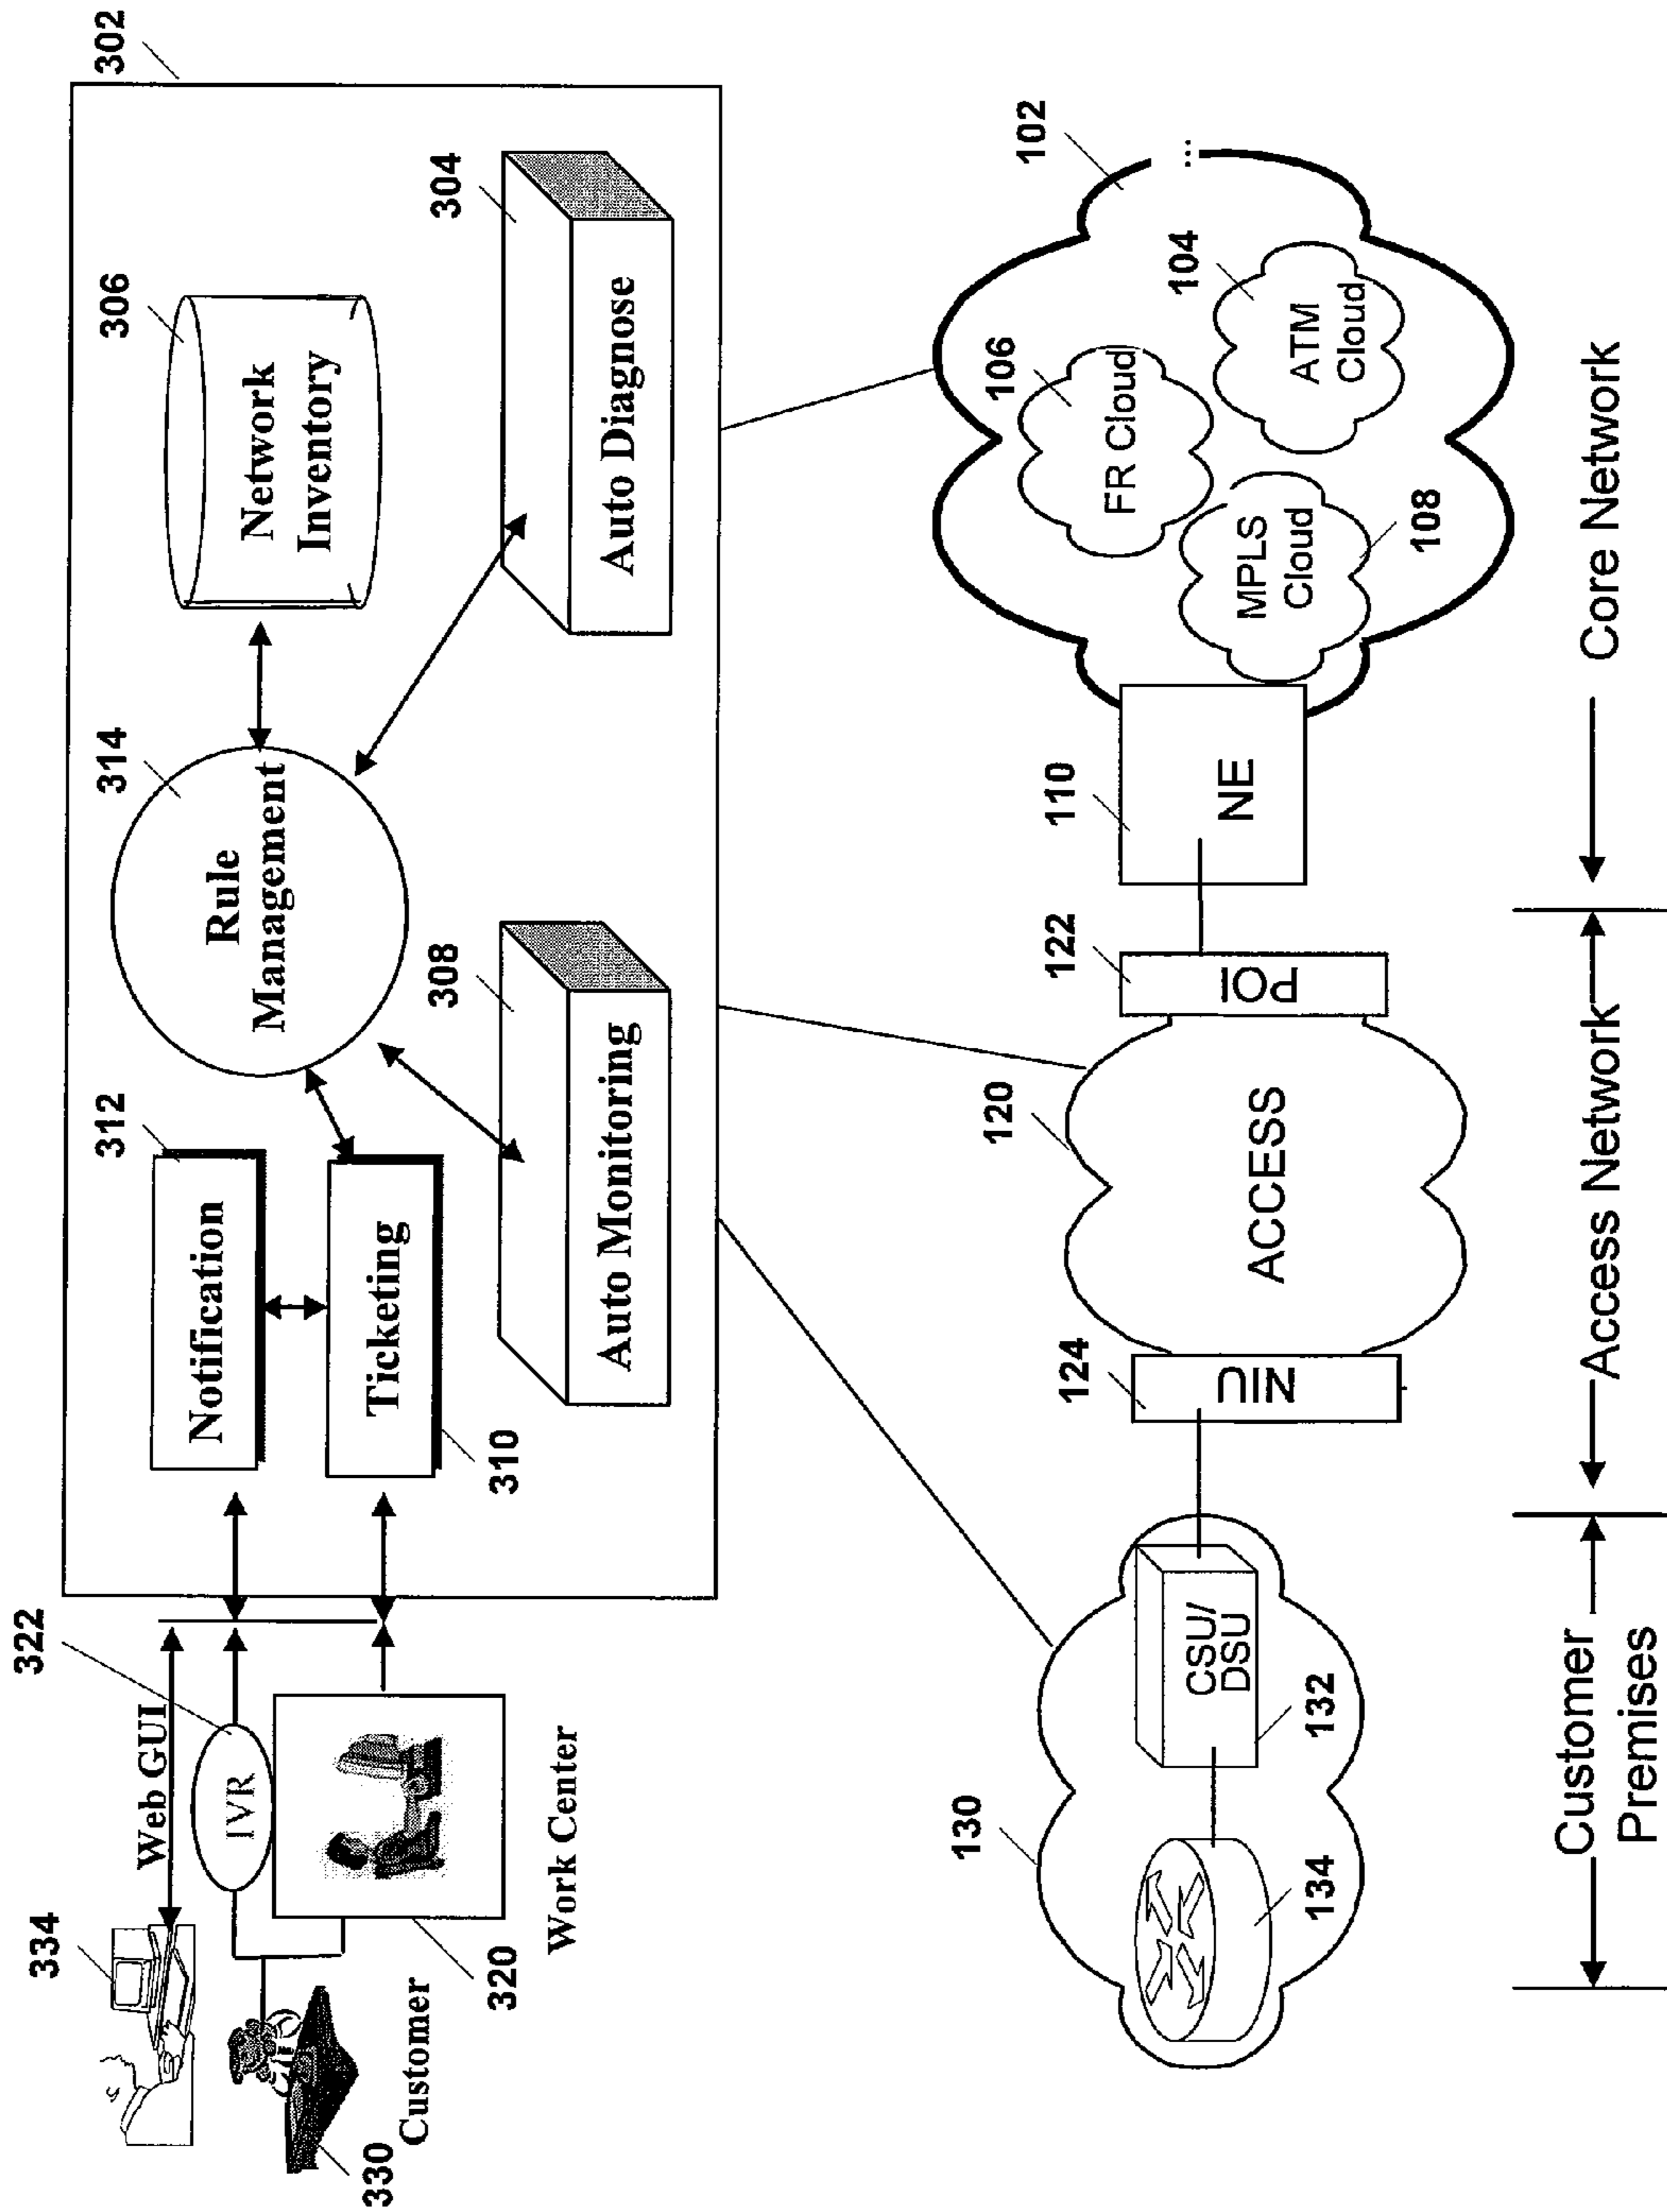 302
334
Web GUI
322
IVR
Customer
330
320
Work Center
Notification
312
Ticketing
310
Rule
Management
314
Network
Inventory
306
Auto Monitoring
308
Auto Diagnose
304
130
134
CSU/
DSU
132
124
NIU
120
ACCESS
122
POI
110
NE
102
106
FR Cloud
104
ATM
Cloud
MPLS
Cloud
108
...
Customer
Premises
Access Network
Core Network